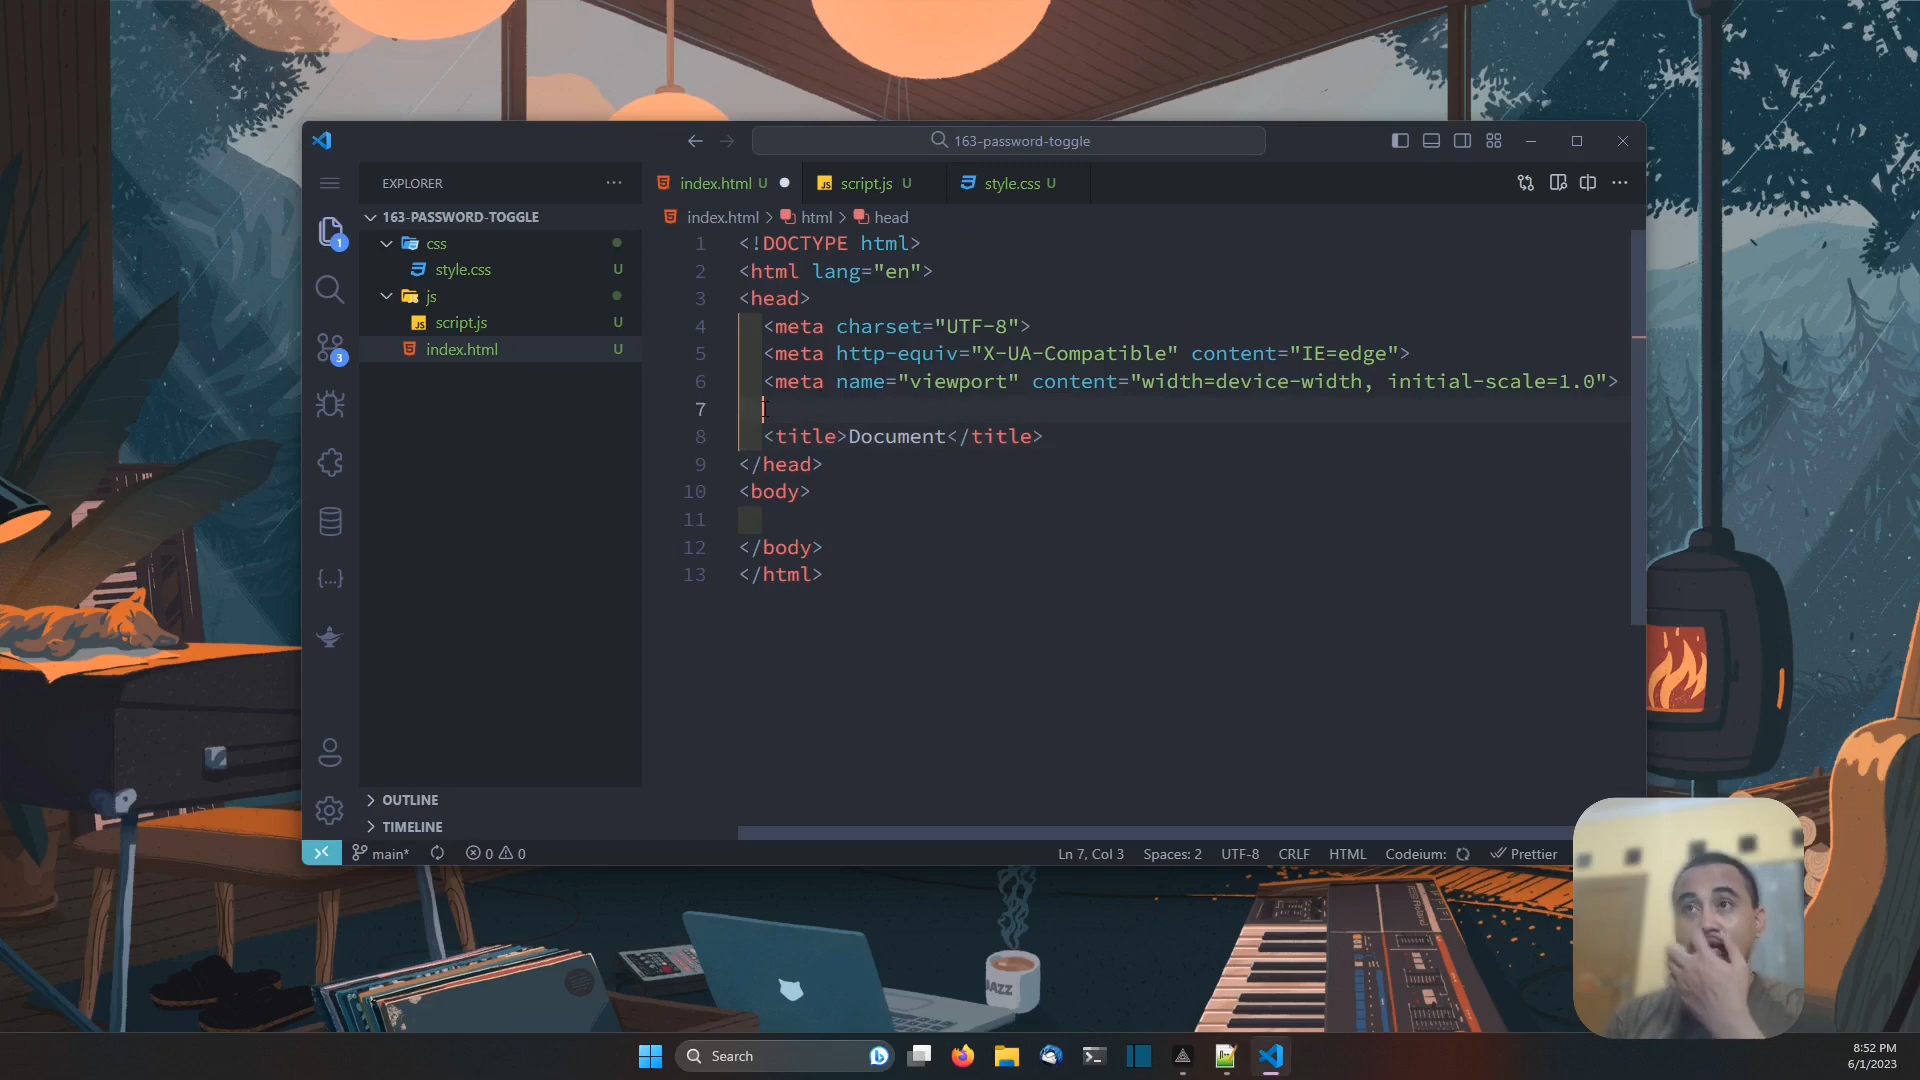 163-password-toggle
EXPLORER
index.html U
script.js U
style.css U
163-PASSWORD-TOGGLE
index.html > html > head
css
style.css U
js
script.js U
index.html U
1 <!DOCTYPE html>
2 <html lang="en">
3 <head>
4 <meta charset="UTF-8">
5 <meta http-equiv="X-UA-Compatible" content="IE=edge">
6 <meta name="viewport" content="width=device-width, initial-scale=1.0">
7
8 <title>Document</title>
9 </head>
10 <body>
11
12 </body>
13 </html>
1
3
{...}
OUTLINE
TIMELINE
main* 0 0
Ln 7, Col 3 Spaces: 2 UTF-8 CRLF HTML Codeium: Prettier
JAZZ
Roland
Search
8:52 PM
6/1/2023